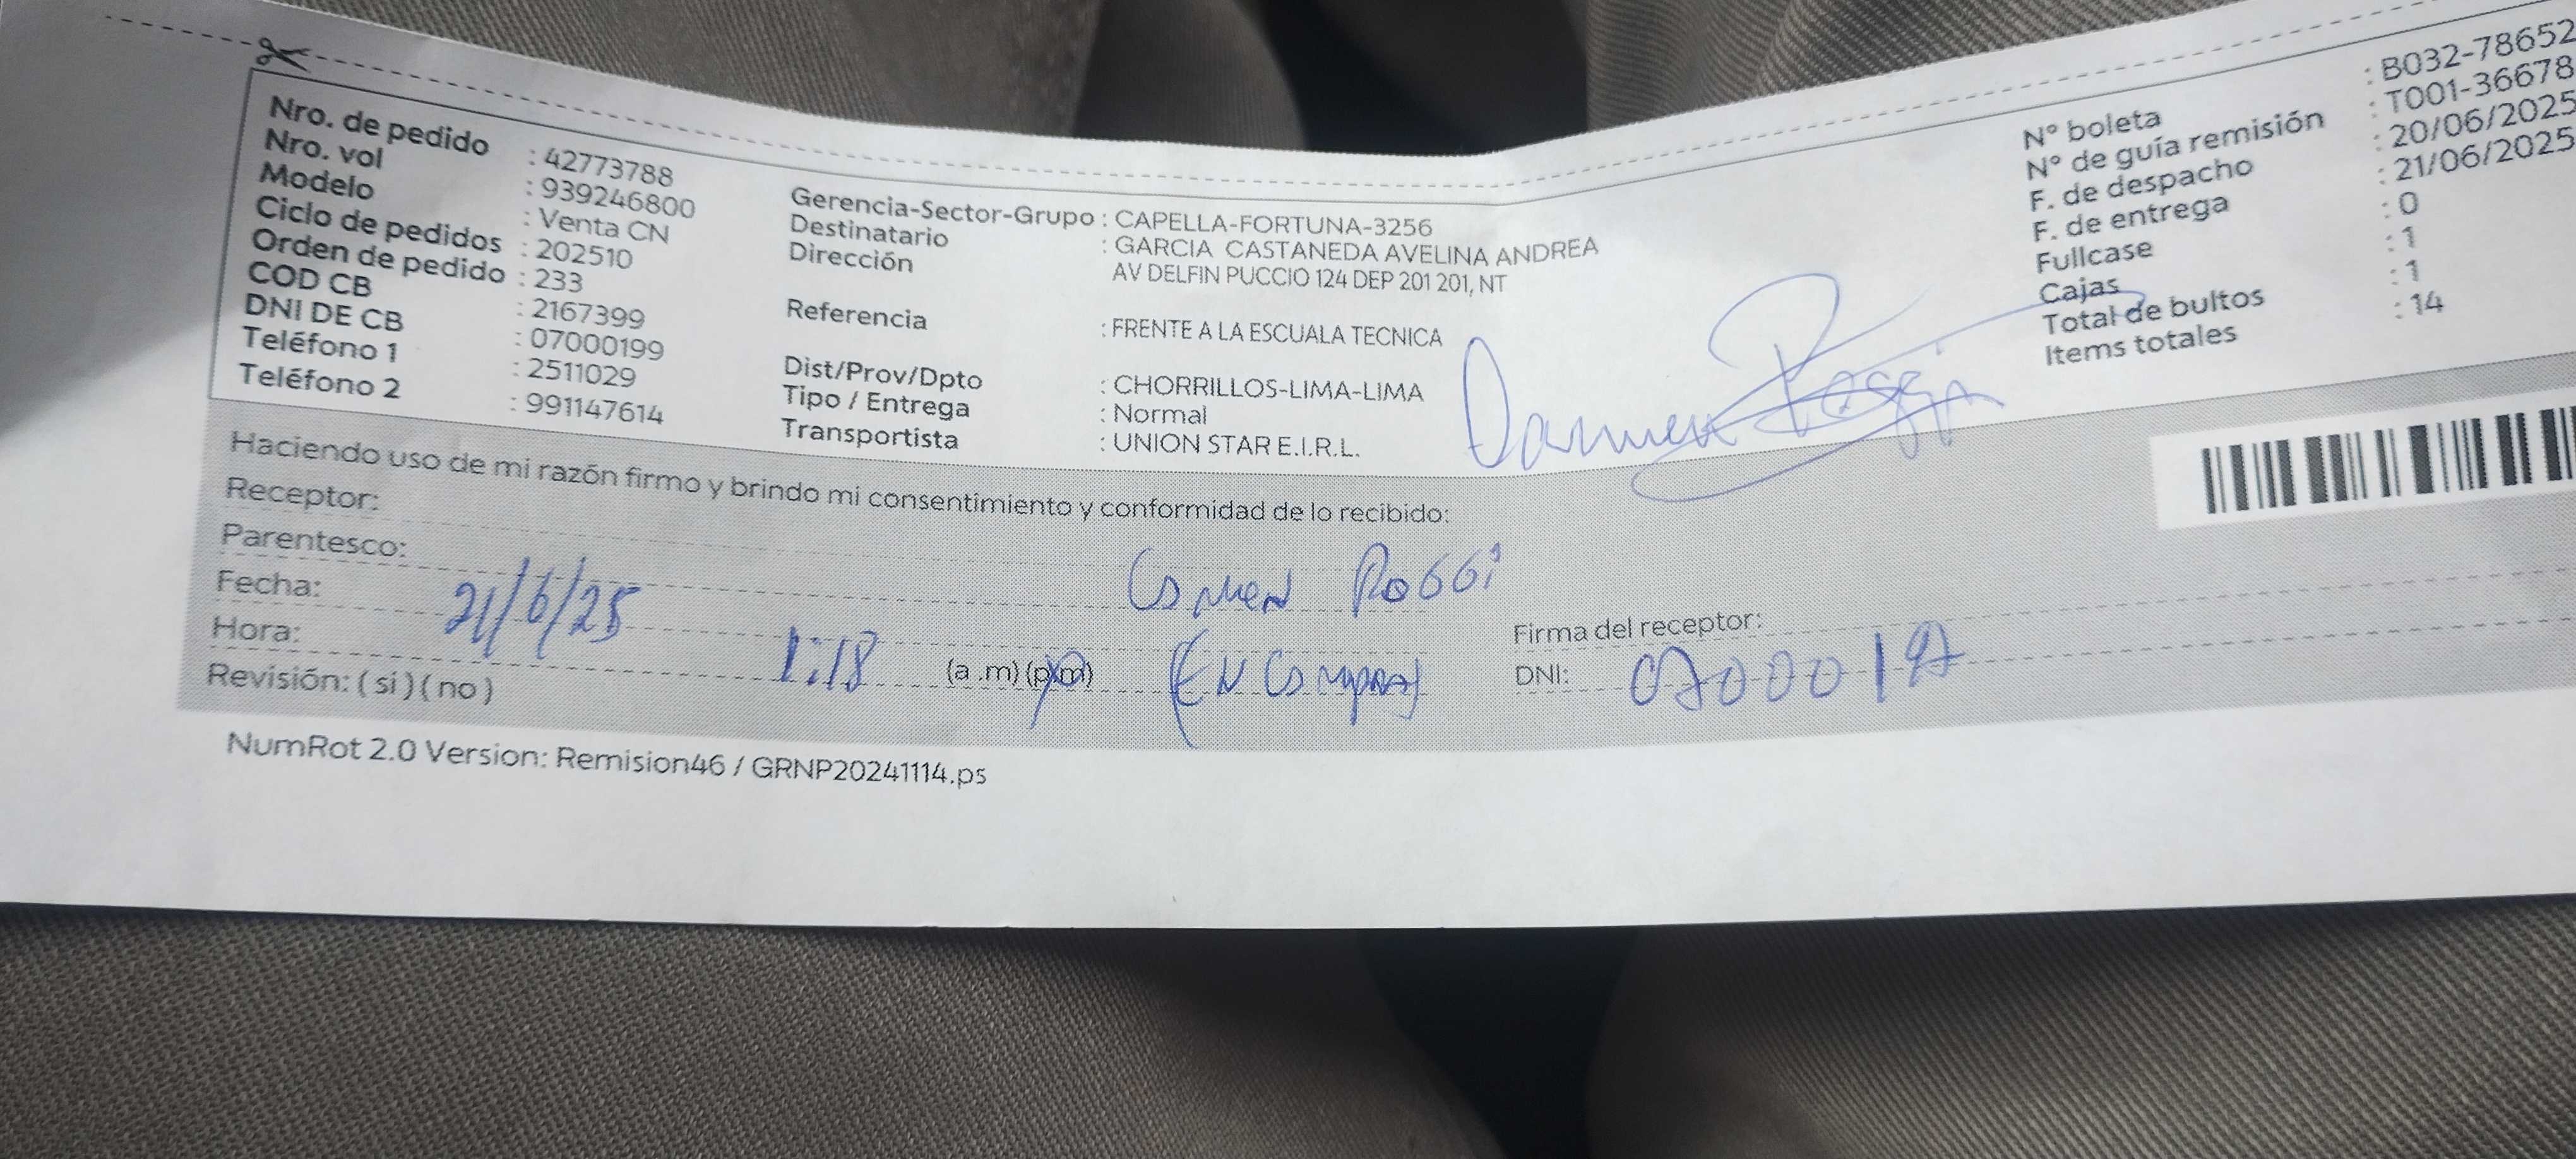 Nro. de pedido : 42773788
Nro. vol : 939246800
Modelo : Venta CN
Ciclo de pedidos : 202510
Orden de pedido : 233
COD CB : 2167399
DNI DE CB : 07000199
Teléfono 1 : 2511029
Teléfono 2 : 991147614
Gerencia-Sector-Grupo : CAPELLA-FORTUNA-3256
Destinatario : GARCIA CASTANEDA AVELINA ANDREA
Dirección AV DELFIN PUCCIO 124 DEP 201 201, NT
Referencia : FRENTE A LA ESCUALA TECNICA
Dist/Prov/Dpto : CHORRILLOS-LIMA-LIMA
Tipo / Entrega : Normal
Transportista : UNION STAR E.I.R.L.
N° boleta : B032-78652
N° de guía remisión : T001-36678
F. de despacho : 20/06/2025
F. de entrega : 21/06/2025
Fullcase : 0
Cajas : 1
Total de bultos : 1
Items totales : 14
Haciendo uso de mi razón firmo y brindo mi consentimiento y conformidad de lo recibido:
Receptor:
Parentesco:
Fecha: 21/6/25
Hora: 1:18 (a.m) (p.m)
Revisión: ( si ) ( no )
Firma del receptor:
DNI:
NumRot 2.0 Version: Remision46 / GRNP20241114.ps